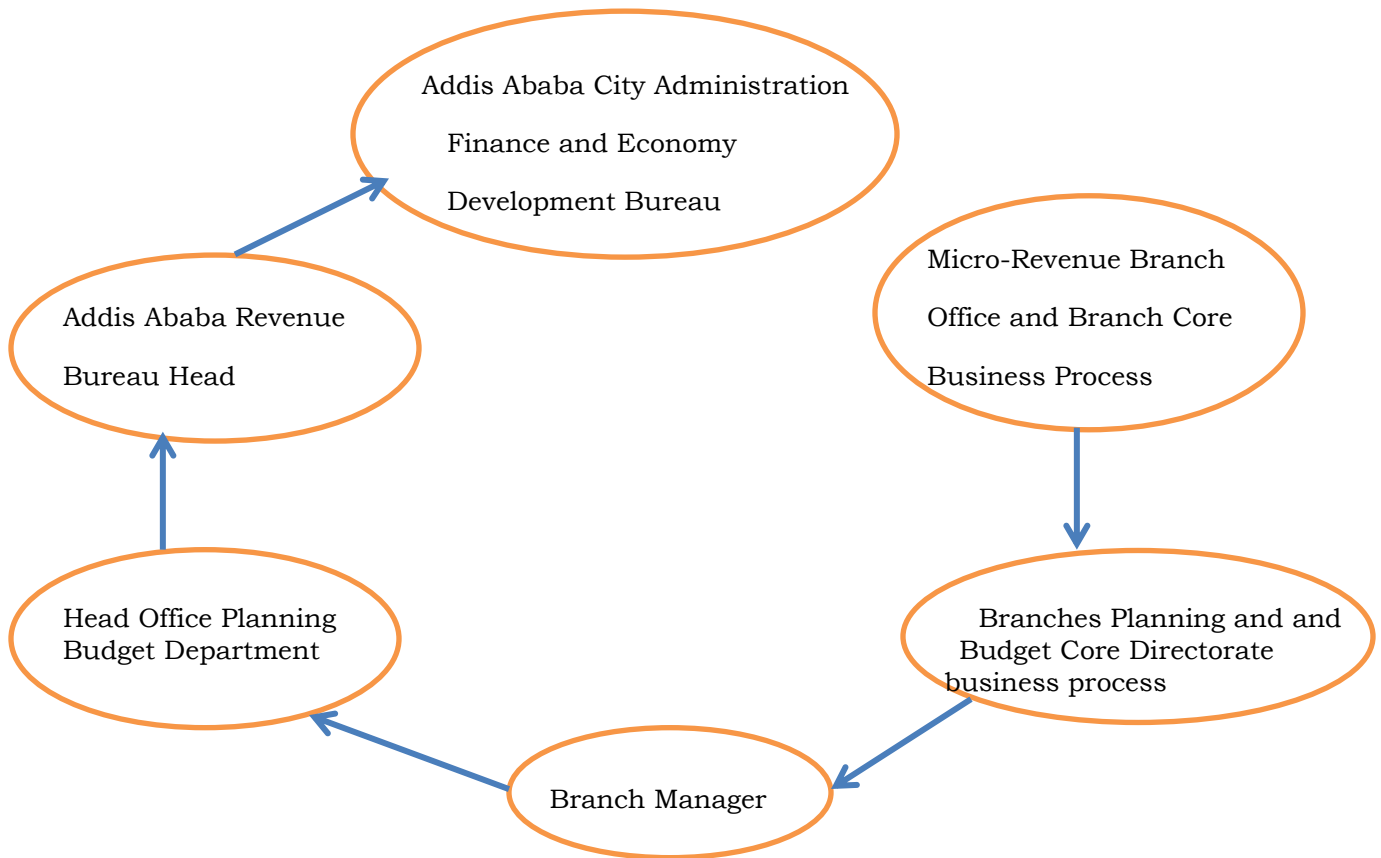 Addis Ababa City Administration
Finance and Economy
Development Bureau
Micro-Revenue Branch
Office and Branch Core
Business Process
Addis Ababa Revenue
Bureau Head
Head Office Planning
Budget Department
Branches Planning and and
Budget Core Directorate
business process
Branch Manager